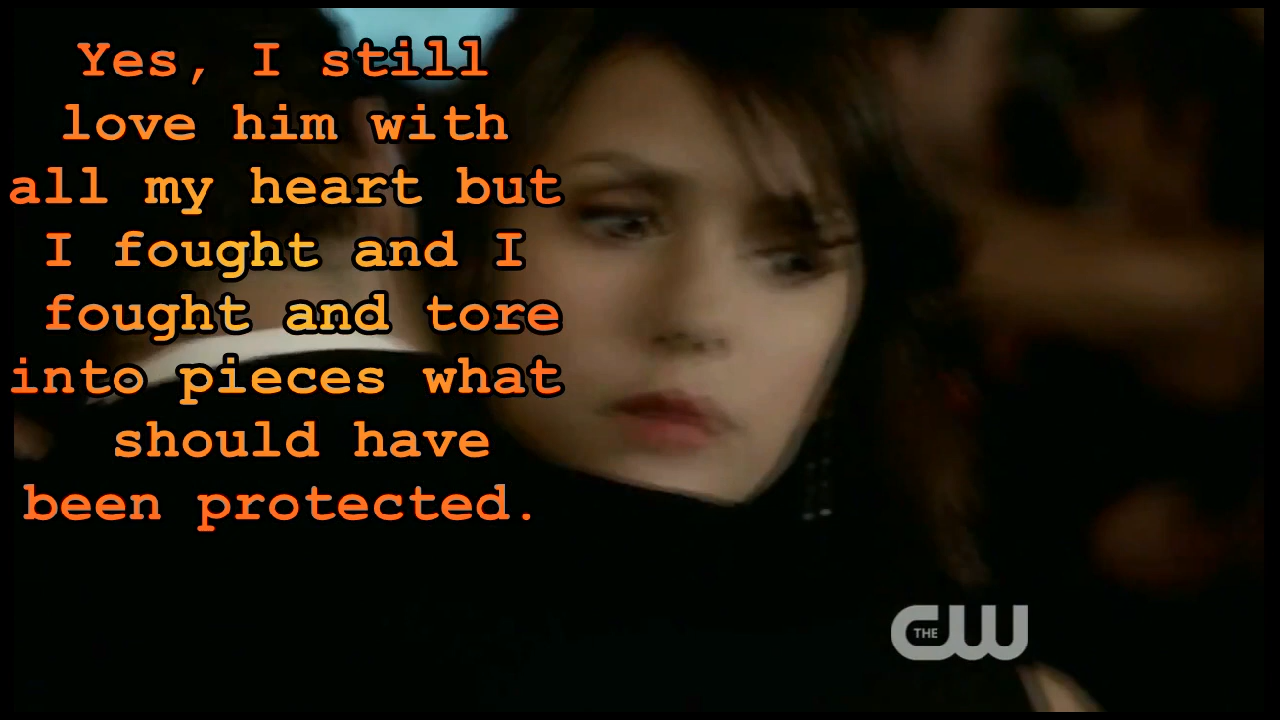 Yes, I still
love him with
all my heart but
I fought and I
fought and tore
into pieces what
should have
been protected.
THE CW